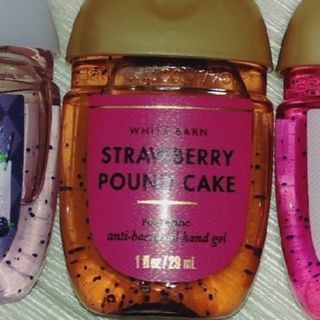 WHITE BARN
STRAWBERRY
POUND CAKE
anti-bacterial hand gel
1 fl oz / 29 mL